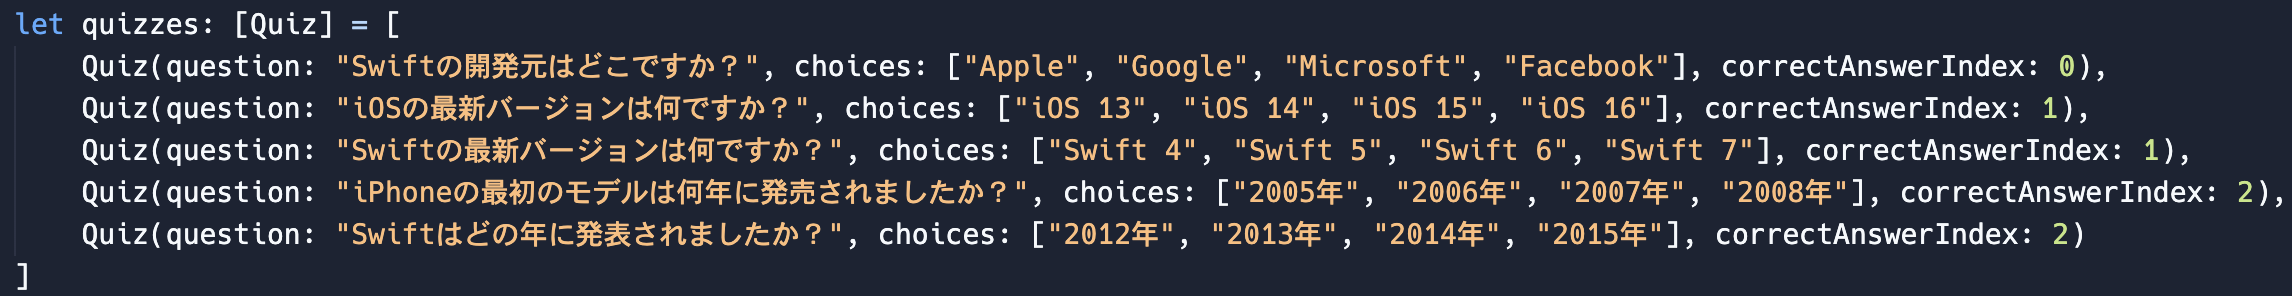 let quizzes: [Quiz] = [
    Quiz(question: "Swiftの開発元はどこですか？", choices: ["Apple", "Google", "Microsoft", "Facebook"], correctAnswerIndex: 0),
    Quiz(question: "iOSの最新バージョンは何ですか？", choices: ["iOS 13", "iOS 14", "iOS 15", "iOS 16"], correctAnswerIndex: 1),
    Quiz(question: "Swiftの最新バージョンは何ですか？", choices: ["Swift 4", "Swift 5", "Swift 6", "Swift 7"], correctAnswerIndex: 1),
    Quiz(question: "iPhoneの最初のモデルは何年に発売されましたか？", choices: ["2005年", "2006年", "2007年", "2008年"], correctAnswerIndex: 2),
    Quiz(question: "Swiftはどの年に発表されましたか？", choices: ["2012年", "2013年", "2014年", "2015年"], correctAnswerIndex: 2)
]